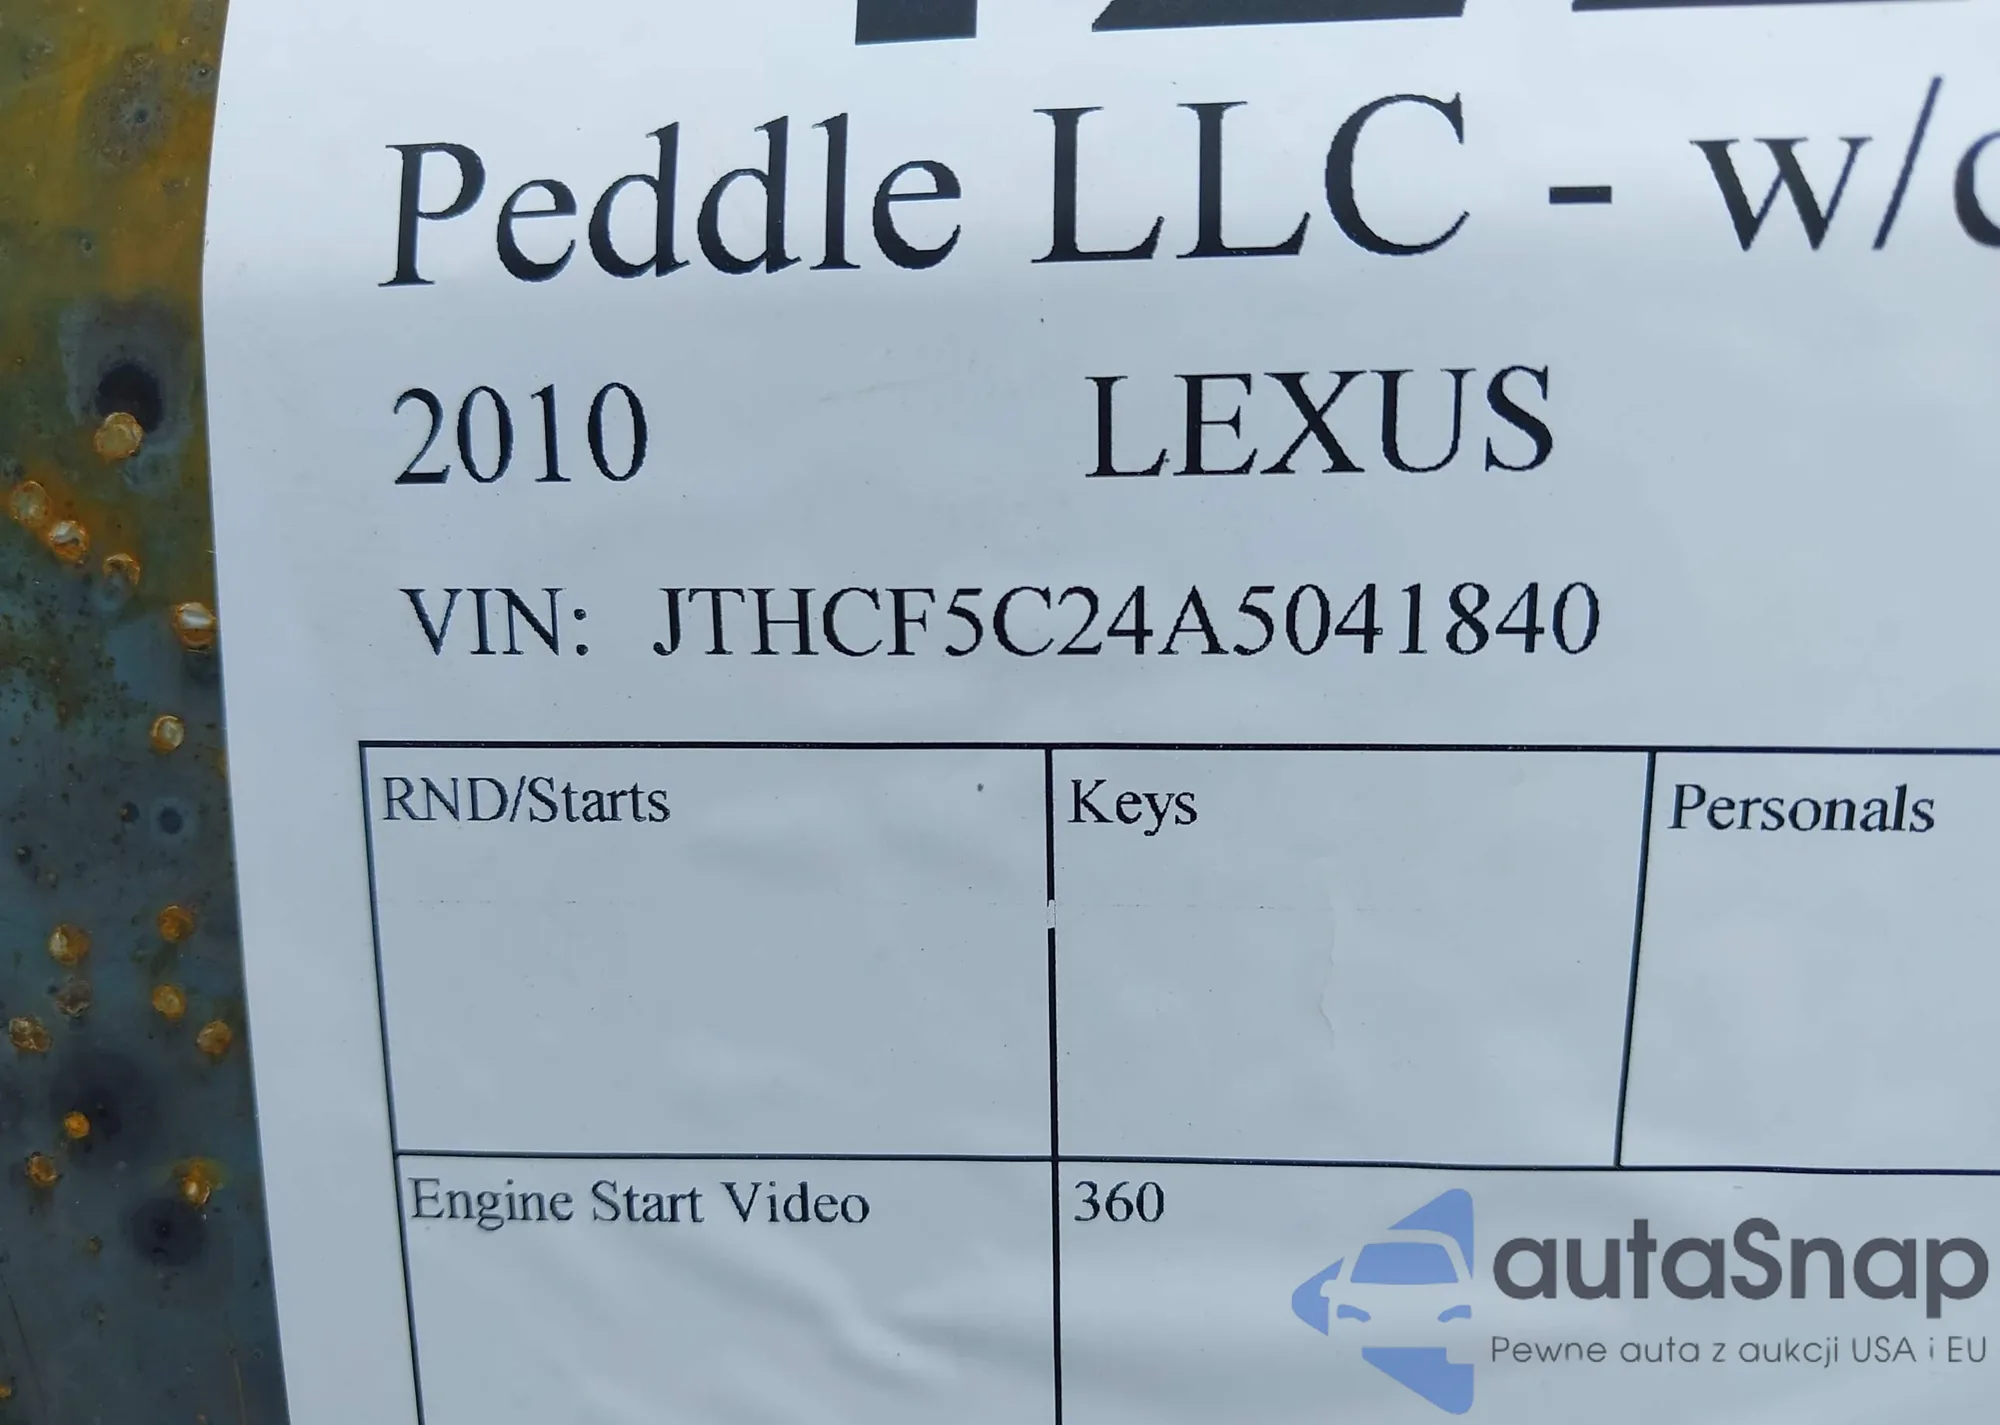 Peddle LLC - w/
2010 LEXUS
VIN: JTHCF5C24A5041840
RND/Starts Keys Personals
Engine Start Video 360
autaSnap
Pewne auta z aukcji USA i EU